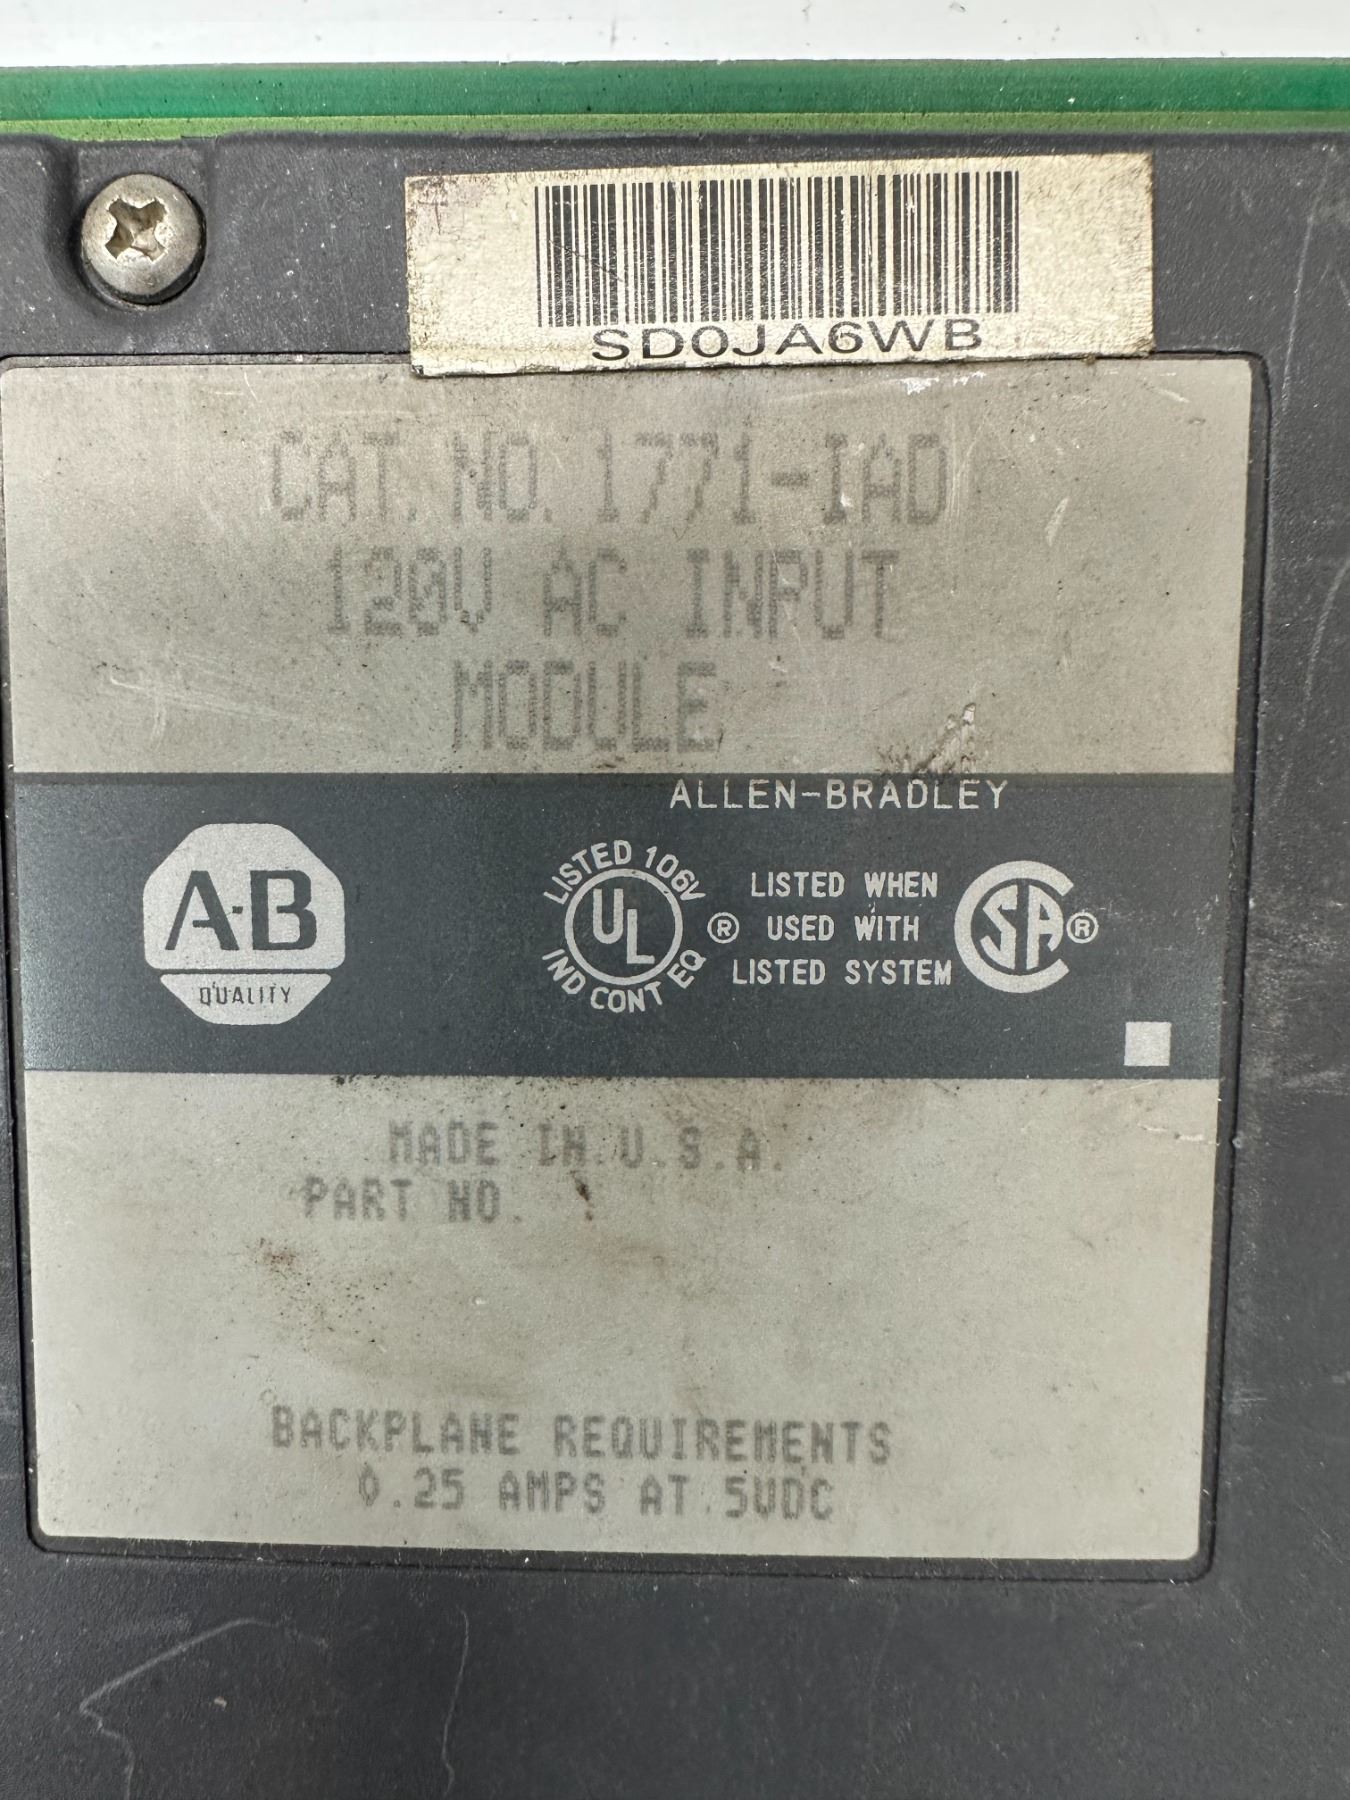 SD0JA6WB
CAT. NO. 1771-IAD
120V AC INPUT
MODULE
ALLEN-BRADLEY
A-B
QUALITY
LISTED 106V
UL
IND CONT EQ
®
LISTED WHEN
USED WITH
LISTED SYSTEM
SA
®
MADE IN U.S.A.
PART NO.
BACKPLANE REQUIREMENTS
0.25 AMPS AT 5VDC